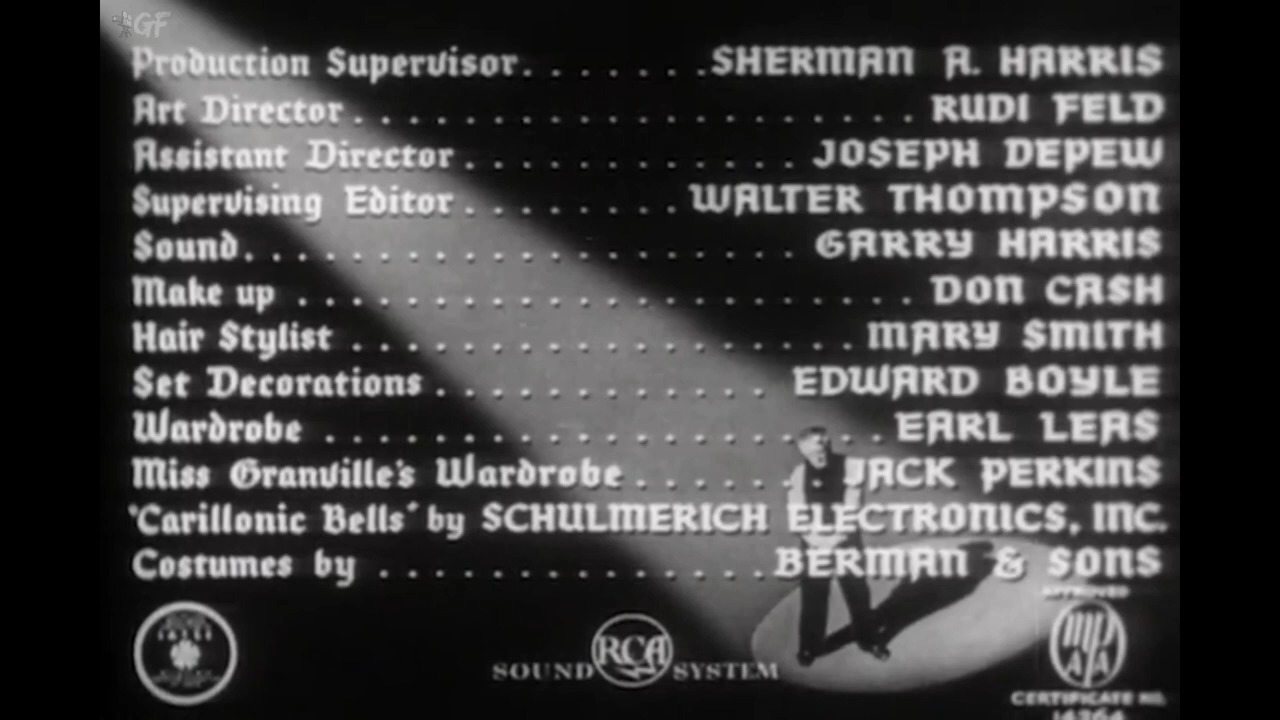 GF
Production Supervisor. . . . . . .SHERMAN A. HARRIS
Art Director. . . . . . . . . . . . . . . . . . . . RUDI FELD
Assistant Director. . . . . . . . . . . . JOSEPH DEPEW
Supervising Editor. . . . . . . .WALTER THOMPSON
Sound. . . . . . . . . . . . . . . . . . . . GARRY HARRIS
Make up . . . . . . . . . . . . . . . . . . . . . . DON CASH
Hair Stylist . . . . . . . . . . . . . . . . . . MARY SMITH
Set Decorations . . . . . . . . . . . . EDWARD BOYLE
Wardrobe . . . . . . . . . . . . . . . . . . . . EARL LEAS
Miss Granville's Wardrobe . . . . . . . JACK PERKINS
"Carillonic Bells" by SCHULMERICH ELECTRONICS, INC.
Costumes by . . . . . . . . . . . . . .BERMAN & SONS
APPROVED
MPAA
RCA
SOUND SYSTEM
CERTIFICATE NO.